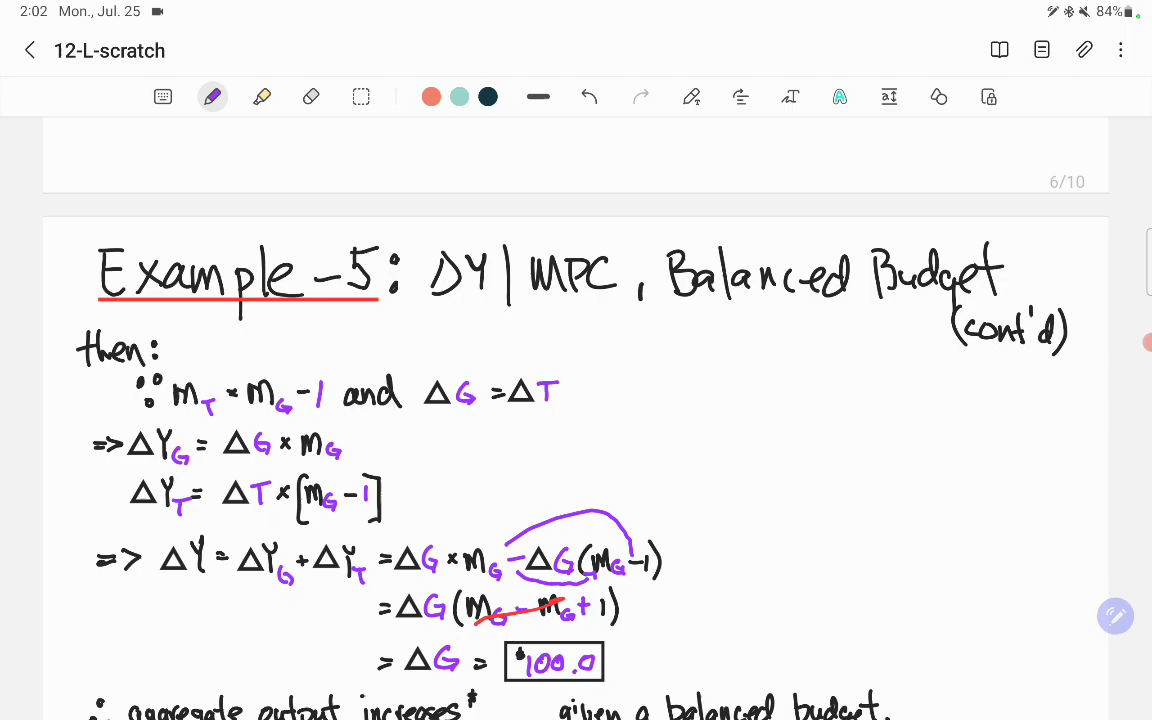 2:02 Mon., Jul. 25 84%
12-L-scratch
6/10
Example-5: ΔY|MPC, Balanced Budget
(cont'd)
then:
∵ m_T = m_G - 1 and ΔG = ΔT
=> ΔY_G = ΔG × m_G
ΔY_T = ΔT × [m_G - 1]
=> ΔY = ΔY_G + ΔY_T = ΔG × m_G - ΔG(m_G - 1)
= ΔG(m_G - m_G + 1)
= ΔG = $100.0
∴ aggregate output increases* given a balanced budget.